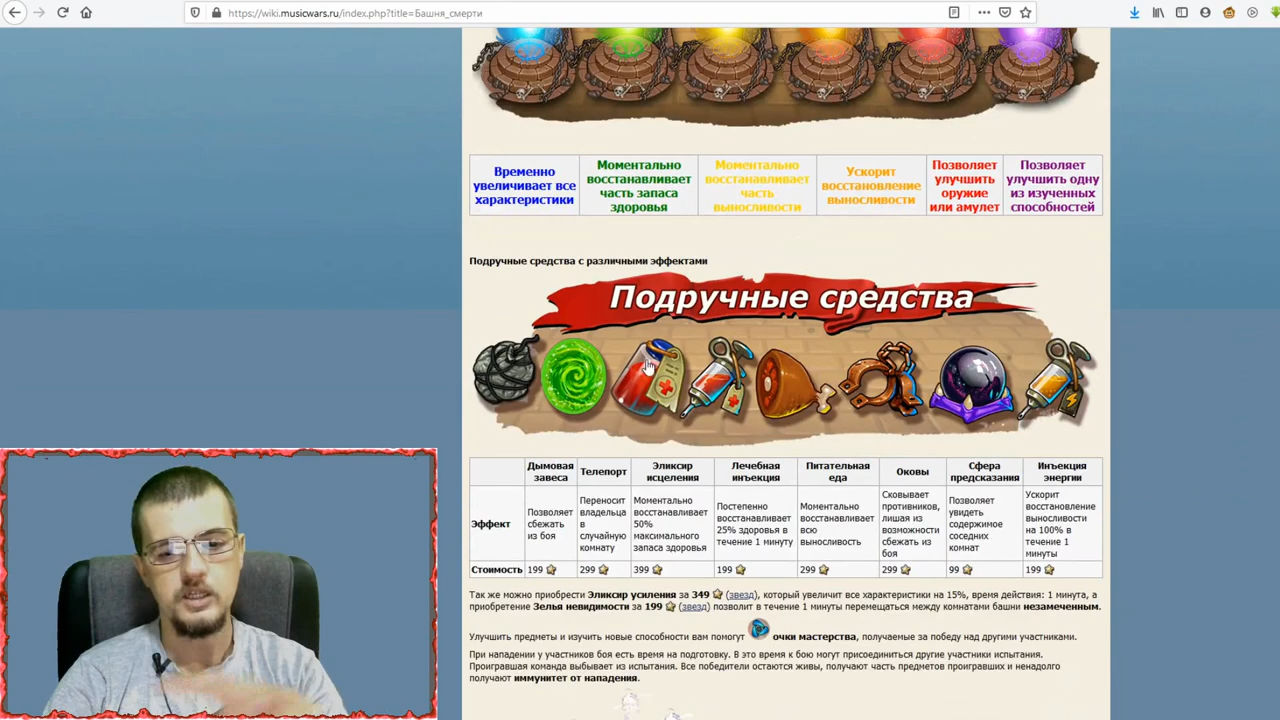 https://wiki.musicwars.ru/index.php?title=Башня_смерти
Временно увеличивает все характеристики
Моментально восстанавливает часть запаса здоровья
Моментально восстанавливает часть выносливости
Ускорит восстановление выносливости
Позволяет улучшить оружие или амулет
Позволяет улучшить одну из изученных способностей
Подручные средства с различными эффектами
Подручные средства
Дымовая завеса
Телепорт
Эликсир исцеления
Лечебная инъекция
Питательная еда
Оковы
Сфера предсказания
Инъекция энергии
Эффект
Позволяет сбежать из боя
Переносит владельца в случайную комнату
Моментально восстанавливает 50% максимального запаса здоровья
Постепенно восстанавливает 25% здоровья в течение 1 минуту
Моментально восстанавливает всю выносливость
Сковывает противников, лишая из возможности сбежать из боя
Позволяет увидеть содержимое соседних комнат
Ускорит восстановление выносливости на 100% в течение 1 минуты
Стоимость 199 299 399 199 299 299 99 199
Так же можно приобрести Эликсир усиления за 349 (звезд), который увеличит все характеристики на 15%, время действия: 1 минута, а
приобретение Зелья невидимости за 199 (звезд) позволит в течение 1 минуты перемещаться между комнатами башни незамеченным.
Улучшить предметы и изучить новые способности вам помогут очки мастерства, получаемые за победу над другими участниками.
При нападении у участников боя есть время на подготовку. В это время к бою могут присоединиться другие участники испытания.
Проигравшая команда выбывает из испытания. Все победители остаются живы, получают часть предметов проигравших и ненадолго
получают иммунитет от нападения.